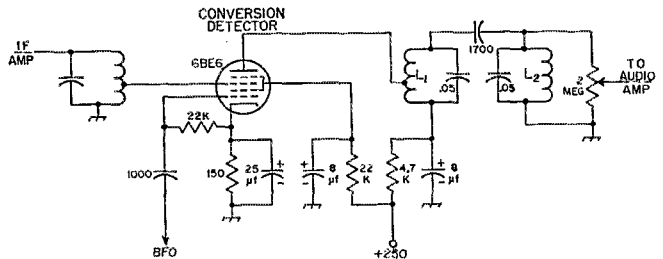 CONVERSION
DETECTOR
IF
AMP
6BE6
L1
.05
1700
.05
L2
2
MEG
TO
AUDIO
AMP
22K
1000
150
25
μf
8
μf
22
K
4.7
K
8
μf
BFO
+250